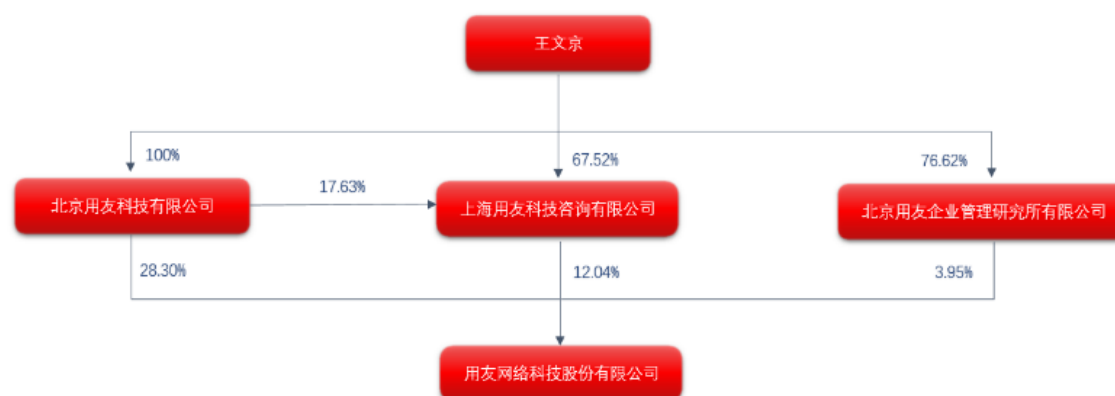 王文京
100%
67.52%
76.62%
北京用友科技有限公司
17.63%
上海用友科技咨询有限公司
北京用友企业管理研究所有限公司
28.30%
12.04%
3.95%
用友网络科技股份有限公司